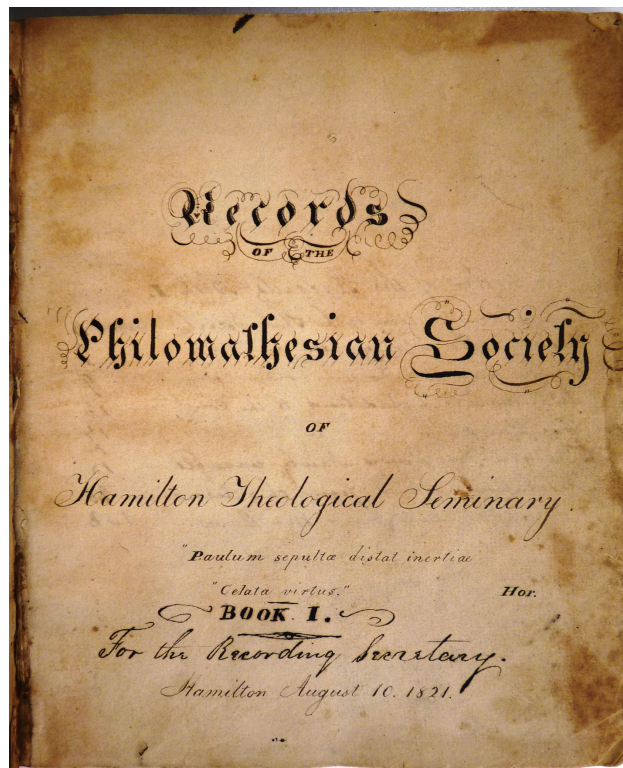 Records
OF THE
Philomathesian Society
OF
Hamilton Theological Seminary.
"Paulum sepultæ distat inertiae
"Celata virtus." Hor.
BOOK I.
For the Recording Secretary.
Hamilton August 10. 1821.